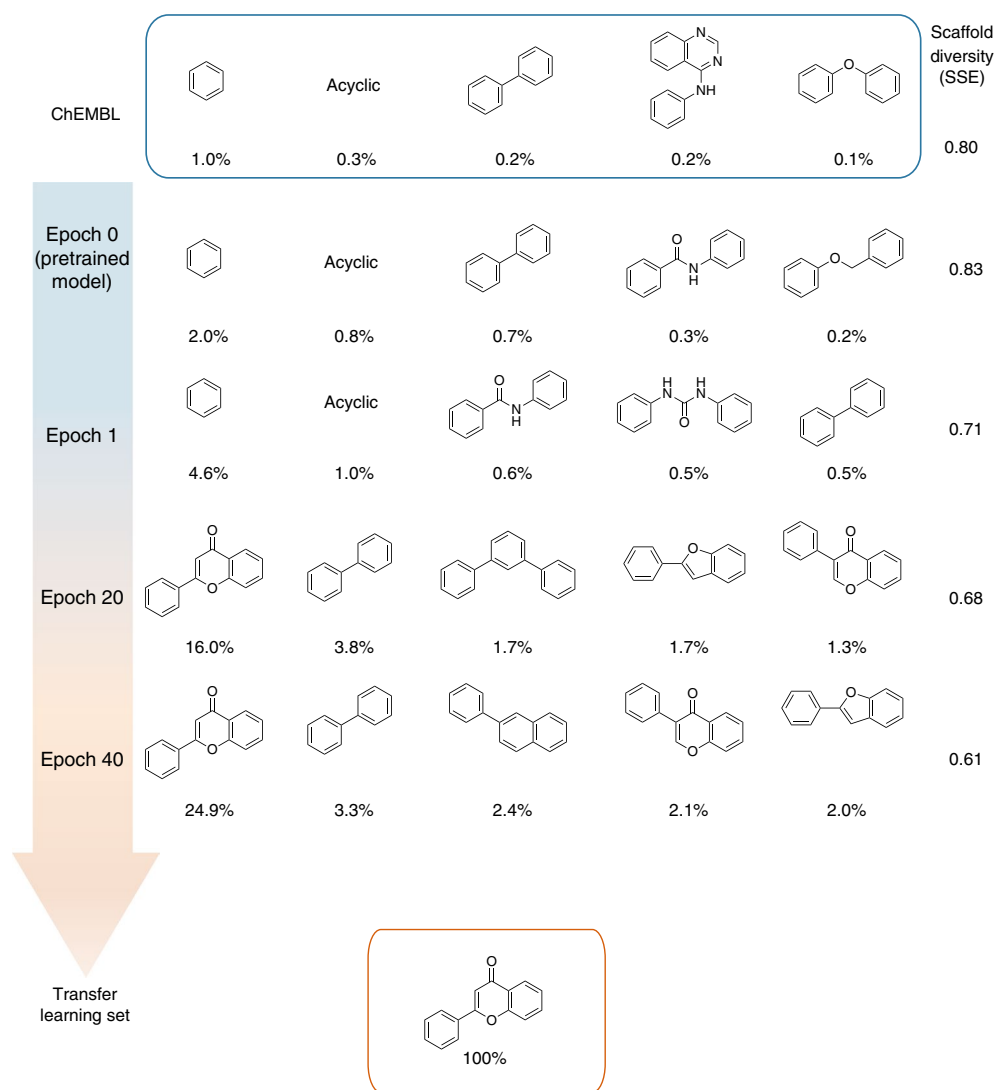 Scaffold
diversity
(SSE)
ChEMBL
Acyclic
N
N
NH
O
1.0%
0.3%
0.2%
0.2%
0.1%
0.80
Epoch 0
(pretrained
model)
Acyclic
O
N
H
O
2.0%
0.8%
0.7%
0.3%
0.2%
0.83
Epoch 1
Acyclic
O
N
H
H
N
H
N
O
4.6%
1.0%
0.6%
0.5%
0.5%
0.71
Epoch 20
O
O
O
O
O
16.0%
3.8%
1.7%
1.7%
1.3%
0.68
Epoch 40
O
O
O
O
O
24.9%
3.3%
2.4%
2.1%
2.0%
0.61
Transfer
learning set
O
O
100%